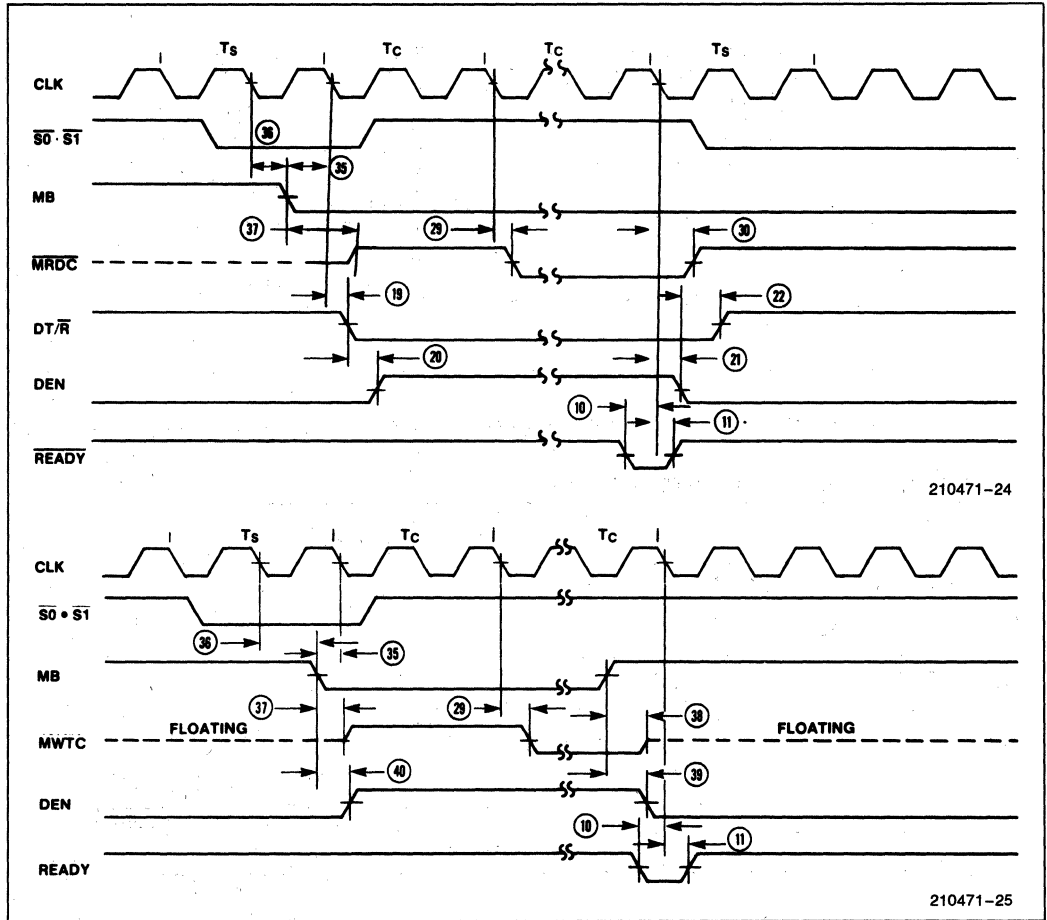 TS TC TC TS
CLK
S0 · S1
36
35
MB
37 29 30
MRDC
19 22
DT/R
20 21
DEN
10 11
READY
210471-24
TS TC TC
CLK
S0 • S1
36 35
MB
37 29 38
FLOATING FLOATING
MWTC
40 39
DEN
10 11
READY
210471-25